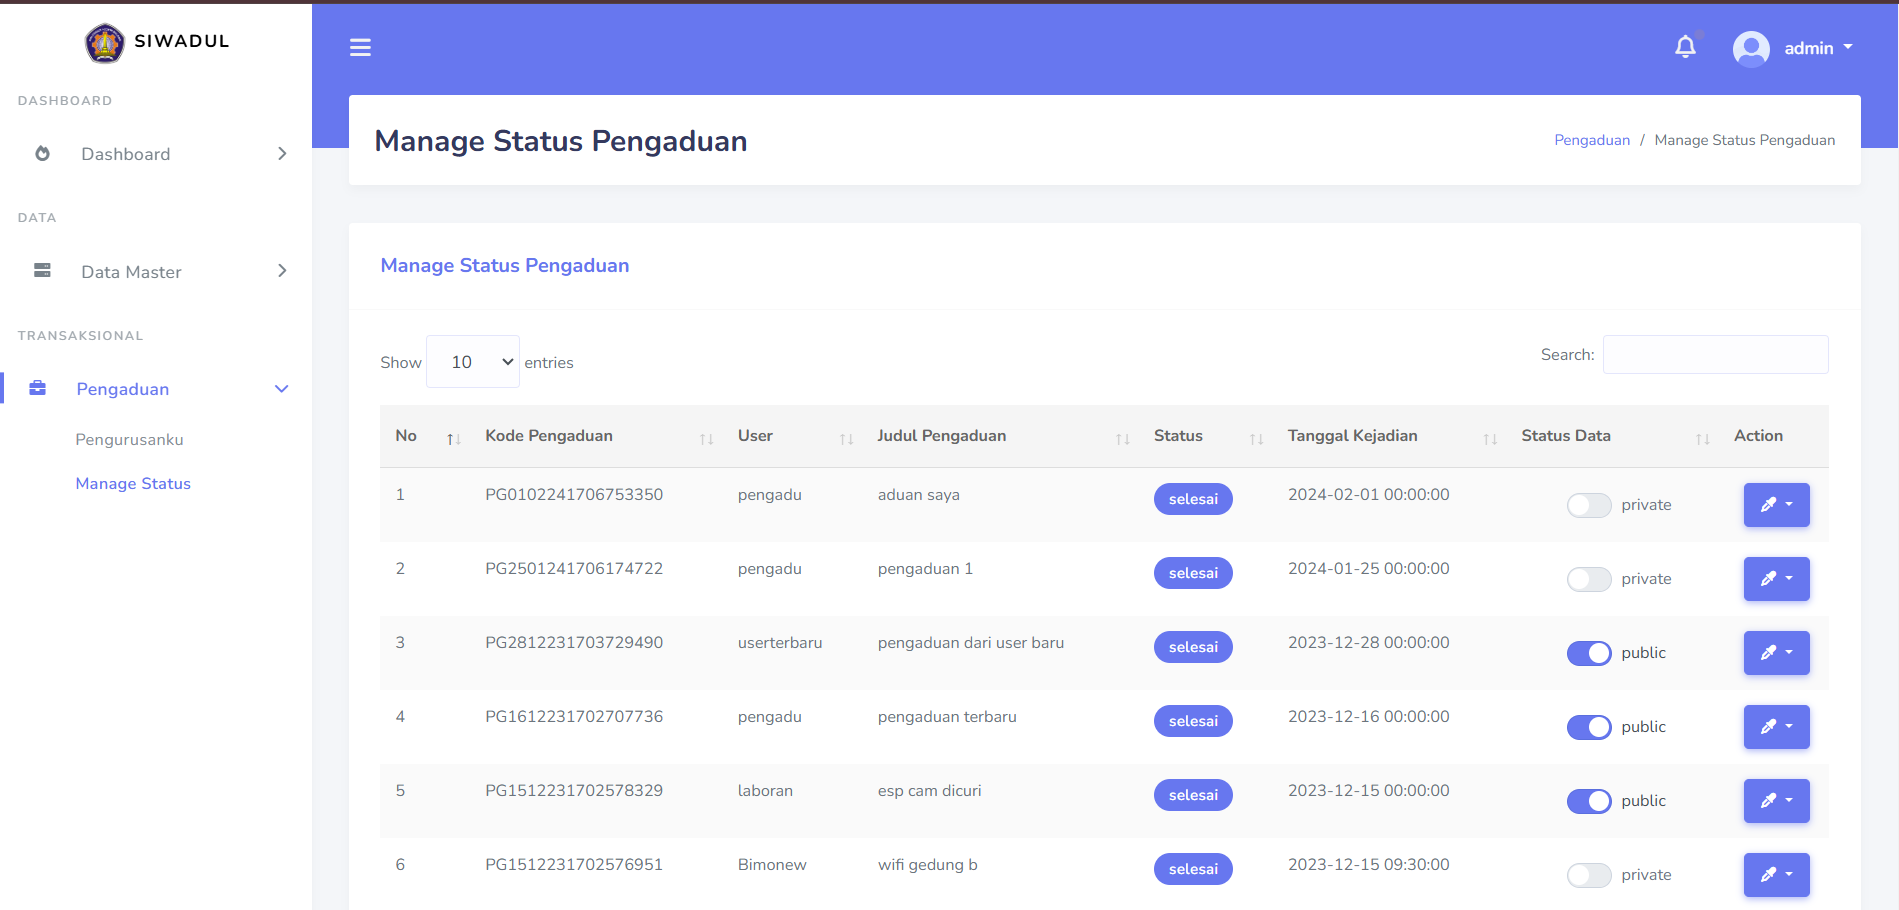 SIWADUL
admin
DASHBOARD
Dashboard
DATA
Data Master
TRANSAKSIONAL
Pengaduan
Pengurusanku
Manage Status
Manage Status Pengaduan
Pengaduan / Manage Status Pengaduan
Manage Status Pengaduan
Show 10 entries
Search:
No Kode Pengaduan User Judul Pengaduan Status Tanggal Kejadian Status Data Action
1 PG0102241706753350 pengadu aduan saya selesai 2024-02-01 00:00:00 private
2 PG2501241706174722 pengadu pengaduan 1 selesai 2024-01-25 00:00:00 private
3 PG2812231703729490 userterbaru pengaduan dari user baru selesai 2023-12-28 00:00:00 public
4 PG1612231702707736 pengadu pengaduan terbaru selesai 2023-12-16 00:00:00 public
5 PG1512231702578329 laboran esp cam dicuri selesai 2023-12-15 00:00:00 public
6 PG1512231702576951 Bimonew wifi gedung b selesai 2023-12-15 09:30:00 private